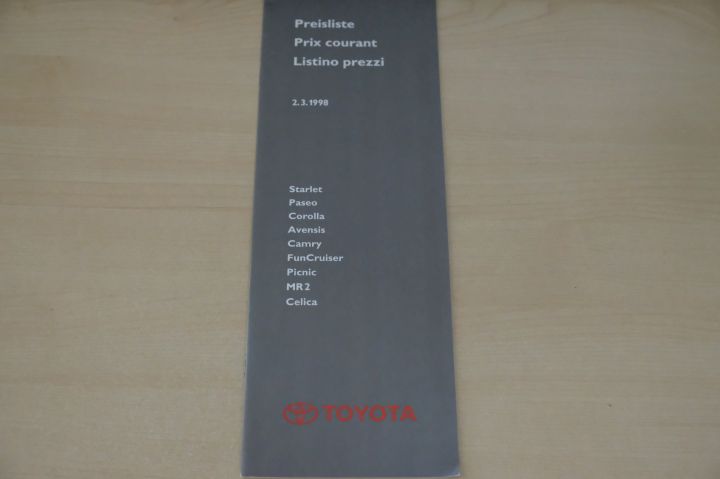 Preisliste
Prix courant
Listino prezzi
2.3.1998
Starlet
Paseo
Corolla
Avensis
Camry
FunCruiser
Picnic
MR2
Celica
TOYOTA